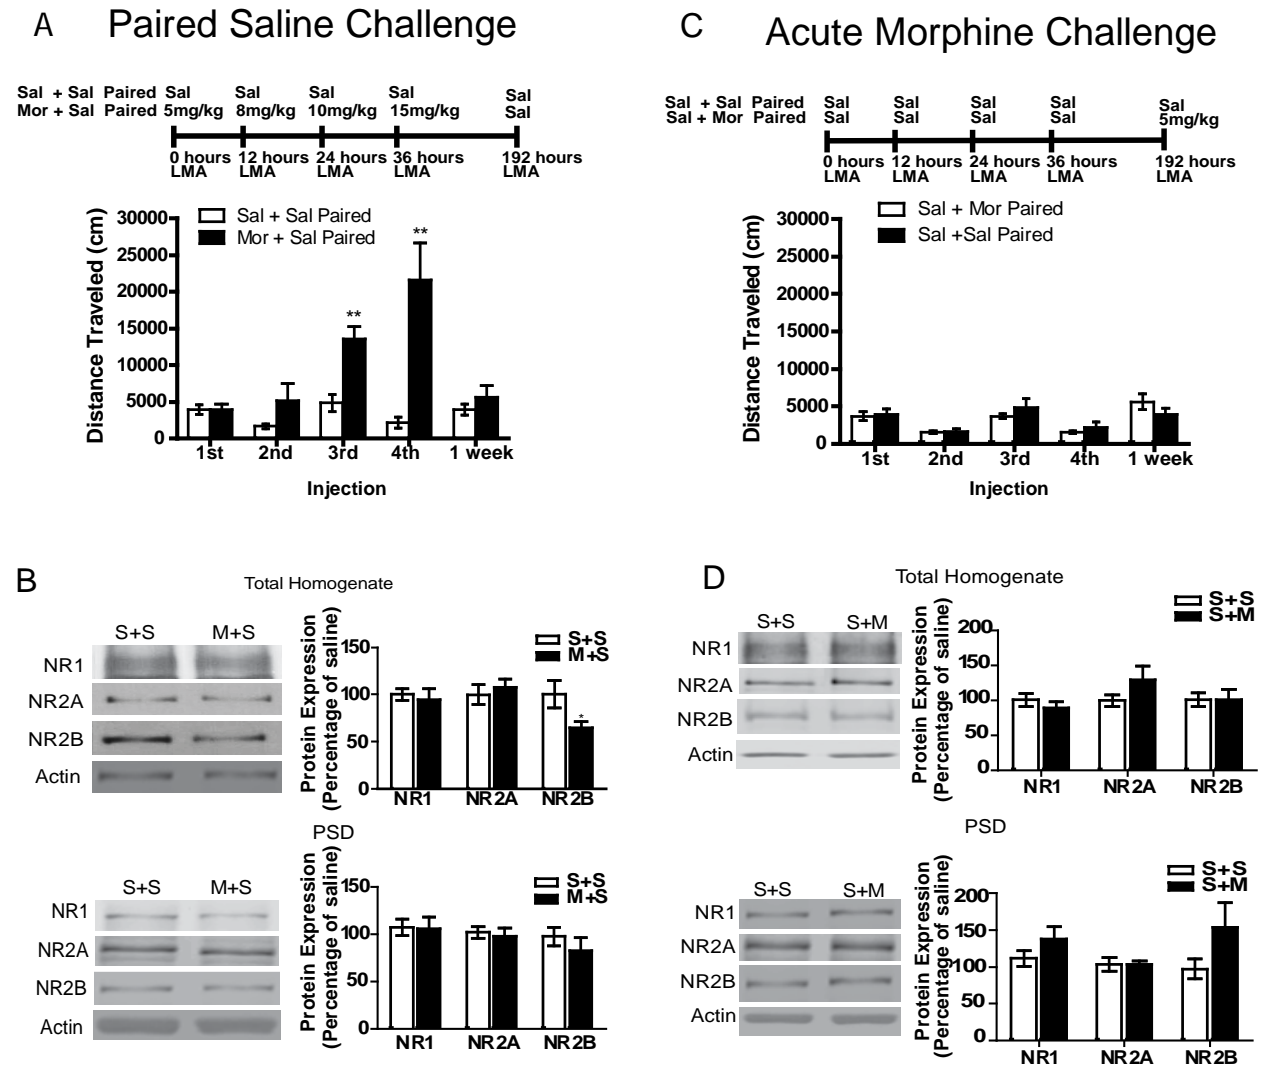 A Paired Saline Challenge
Sal + Sal Paired Sal Sal Sal Sal Sal
Mor + Sal Paired 5mg/kg 8mg/kg 10mg/kg 15mg/kg Sal
0 hours 12 hours 24 hours 36 hours 192 hours
LMA LMA LMA LMA LMA
Distance Traveled (cm)
30000
25000
20000
15000
10000
5000
0
Sal + Sal Paired
Mor + Sal Paired
**
**
1st 2nd 3rd 4th 1 week
Injection
C Acute Morphine Challenge
Sal + Sal Paired Sal Sal Sal Sal Sal
Sal + Mor Paired Sal Sal Sal Sal 5mg/kg
0 hours 12 hours 24 hours 36 hours 192 hours
LMA LMA LMA LMA LMA
Distance Traveled (cm)
30000
25000
20000
15000
10000
5000
0
Sal + Mor Paired
Sal +Sal Paired
1st 2nd 3rd 4th 1 week
Injection
B
Total Homogenate
S+S M+S
NR1
NR2A
NR2B
Actin
Protein Expression
(Percentage of saline)
150
100
50
0
S+S
M+S
*
NR1 NR2A NR2B
PSD
S+S M+S
NR1
NR2A
NR2B
Actin
Protein Expression
(Percentage of saline)
150
100
50
0
S+S
M+S
NR1 NR2A NR2B
D
Total Homogenate
S+S S+M
NR1
NR2A
NR2B
Actin
Protein Expression
(Percentage of saline)
200
150
100
50
0
S+S
S+M
NR1 NR2A NR2B
PSD
S+S S+M
NR1
NR2A
NR2B
Actin
Protein Expression
(Percentage of saline)
200
150
100
50
0
S+S
S+M
NR1 NR2A NR2B